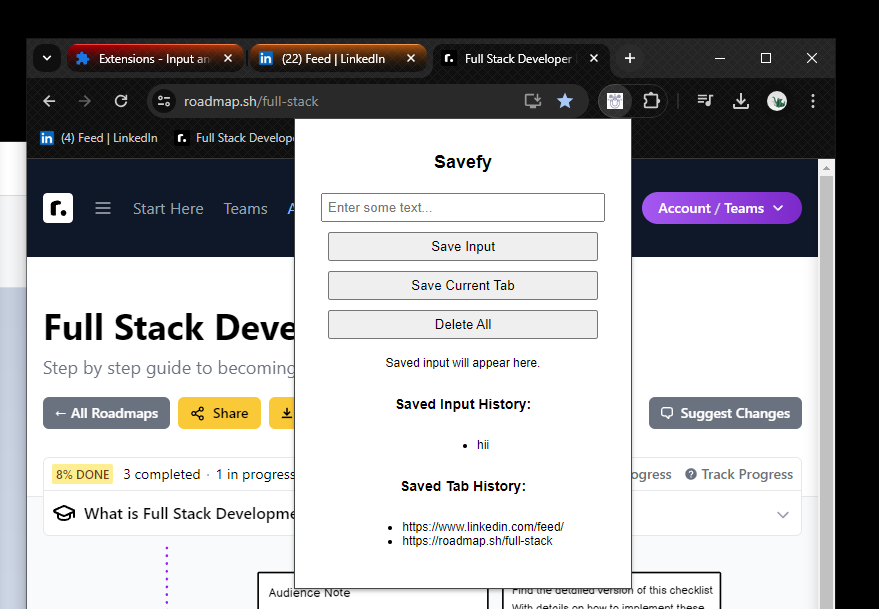 Extensions - Input an
(22) Feed | LinkedIn
Full Stack Developer
roadmap.sh/full-stack
(4) Feed | LinkedIn
Full Stack Develope
Savefy
Enter some text...
Save Input
Save Current Tab
Delete All
Saved input will appear here.
Saved Input History:
hii
Saved Tab History:
https://www.linkedin.com/feed/
https://roadmap.sh/full-stack
Start Here
Teams
Account / Teams
Full Stack Deve
Step by step guide to becoming
← All Roadmaps
Share
Suggest Changes
8% DONE
3 completed · 1 in progress
ogress
Track Progress
What is Full Stack Developme
Audience Note
Find the detailed version of this checklist
With details on how to implement these